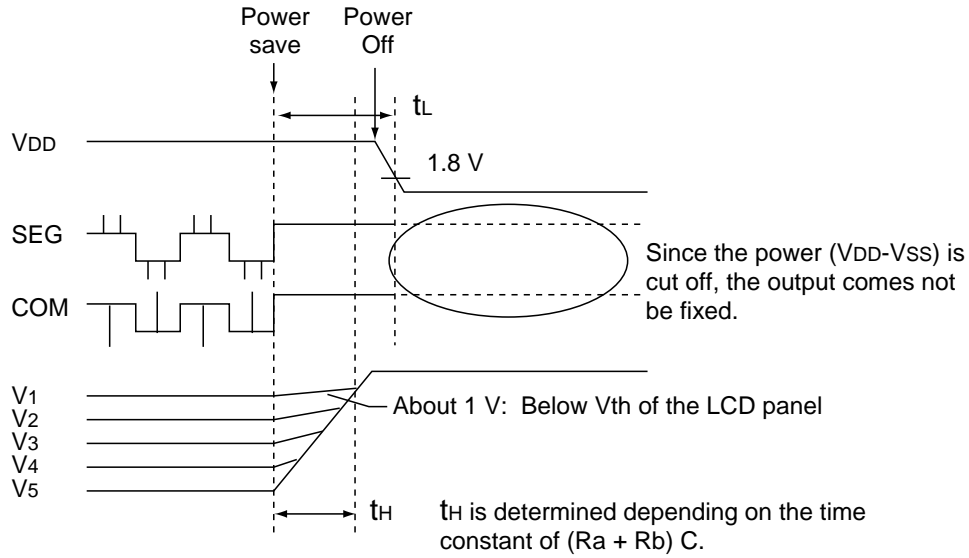 Power
save
Power
Off
tL
VDD
1.8 V
SEG
Since the power (VDD-VSS) is
cut off, the output comes not
be fixed.
COM
V1
About 1 V: Below Vth of the LCD panel
V2
V3
V4
V5
tH
tH is determined depending on the time
constant of (Ra + Rb) C.